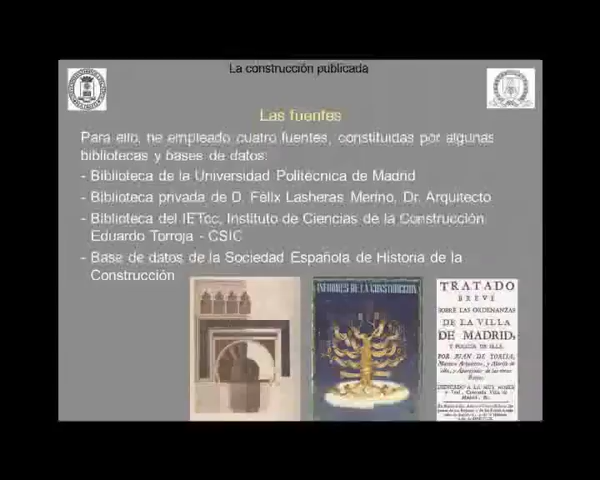 La construcción publicada
Las fuentes
Para ello, he empleado cuatro fuentes, constituidas por algunas
bibliotecas y bases de datos:
- Biblioteca de la Universidad Politécnica de Madrid
- Biblioteca privada de D. Félix Lasheras Merino, Dr. Arquitecto
- Biblioteca del IETcc, Instituto de Ciencias de la Construcción
Eduardo Torroja - CSIC
- Base de datos de la Sociedad Española de Historia de la
Construcción
INFORMES DE LA CONSTRUCCION
TRATADO
BREVE
SOBRE LAS ORDENANZAS
DE LA VILLA
DE MADRID,
Y POLICIA DE ELLA.
POR JUAN DE TORIJA,